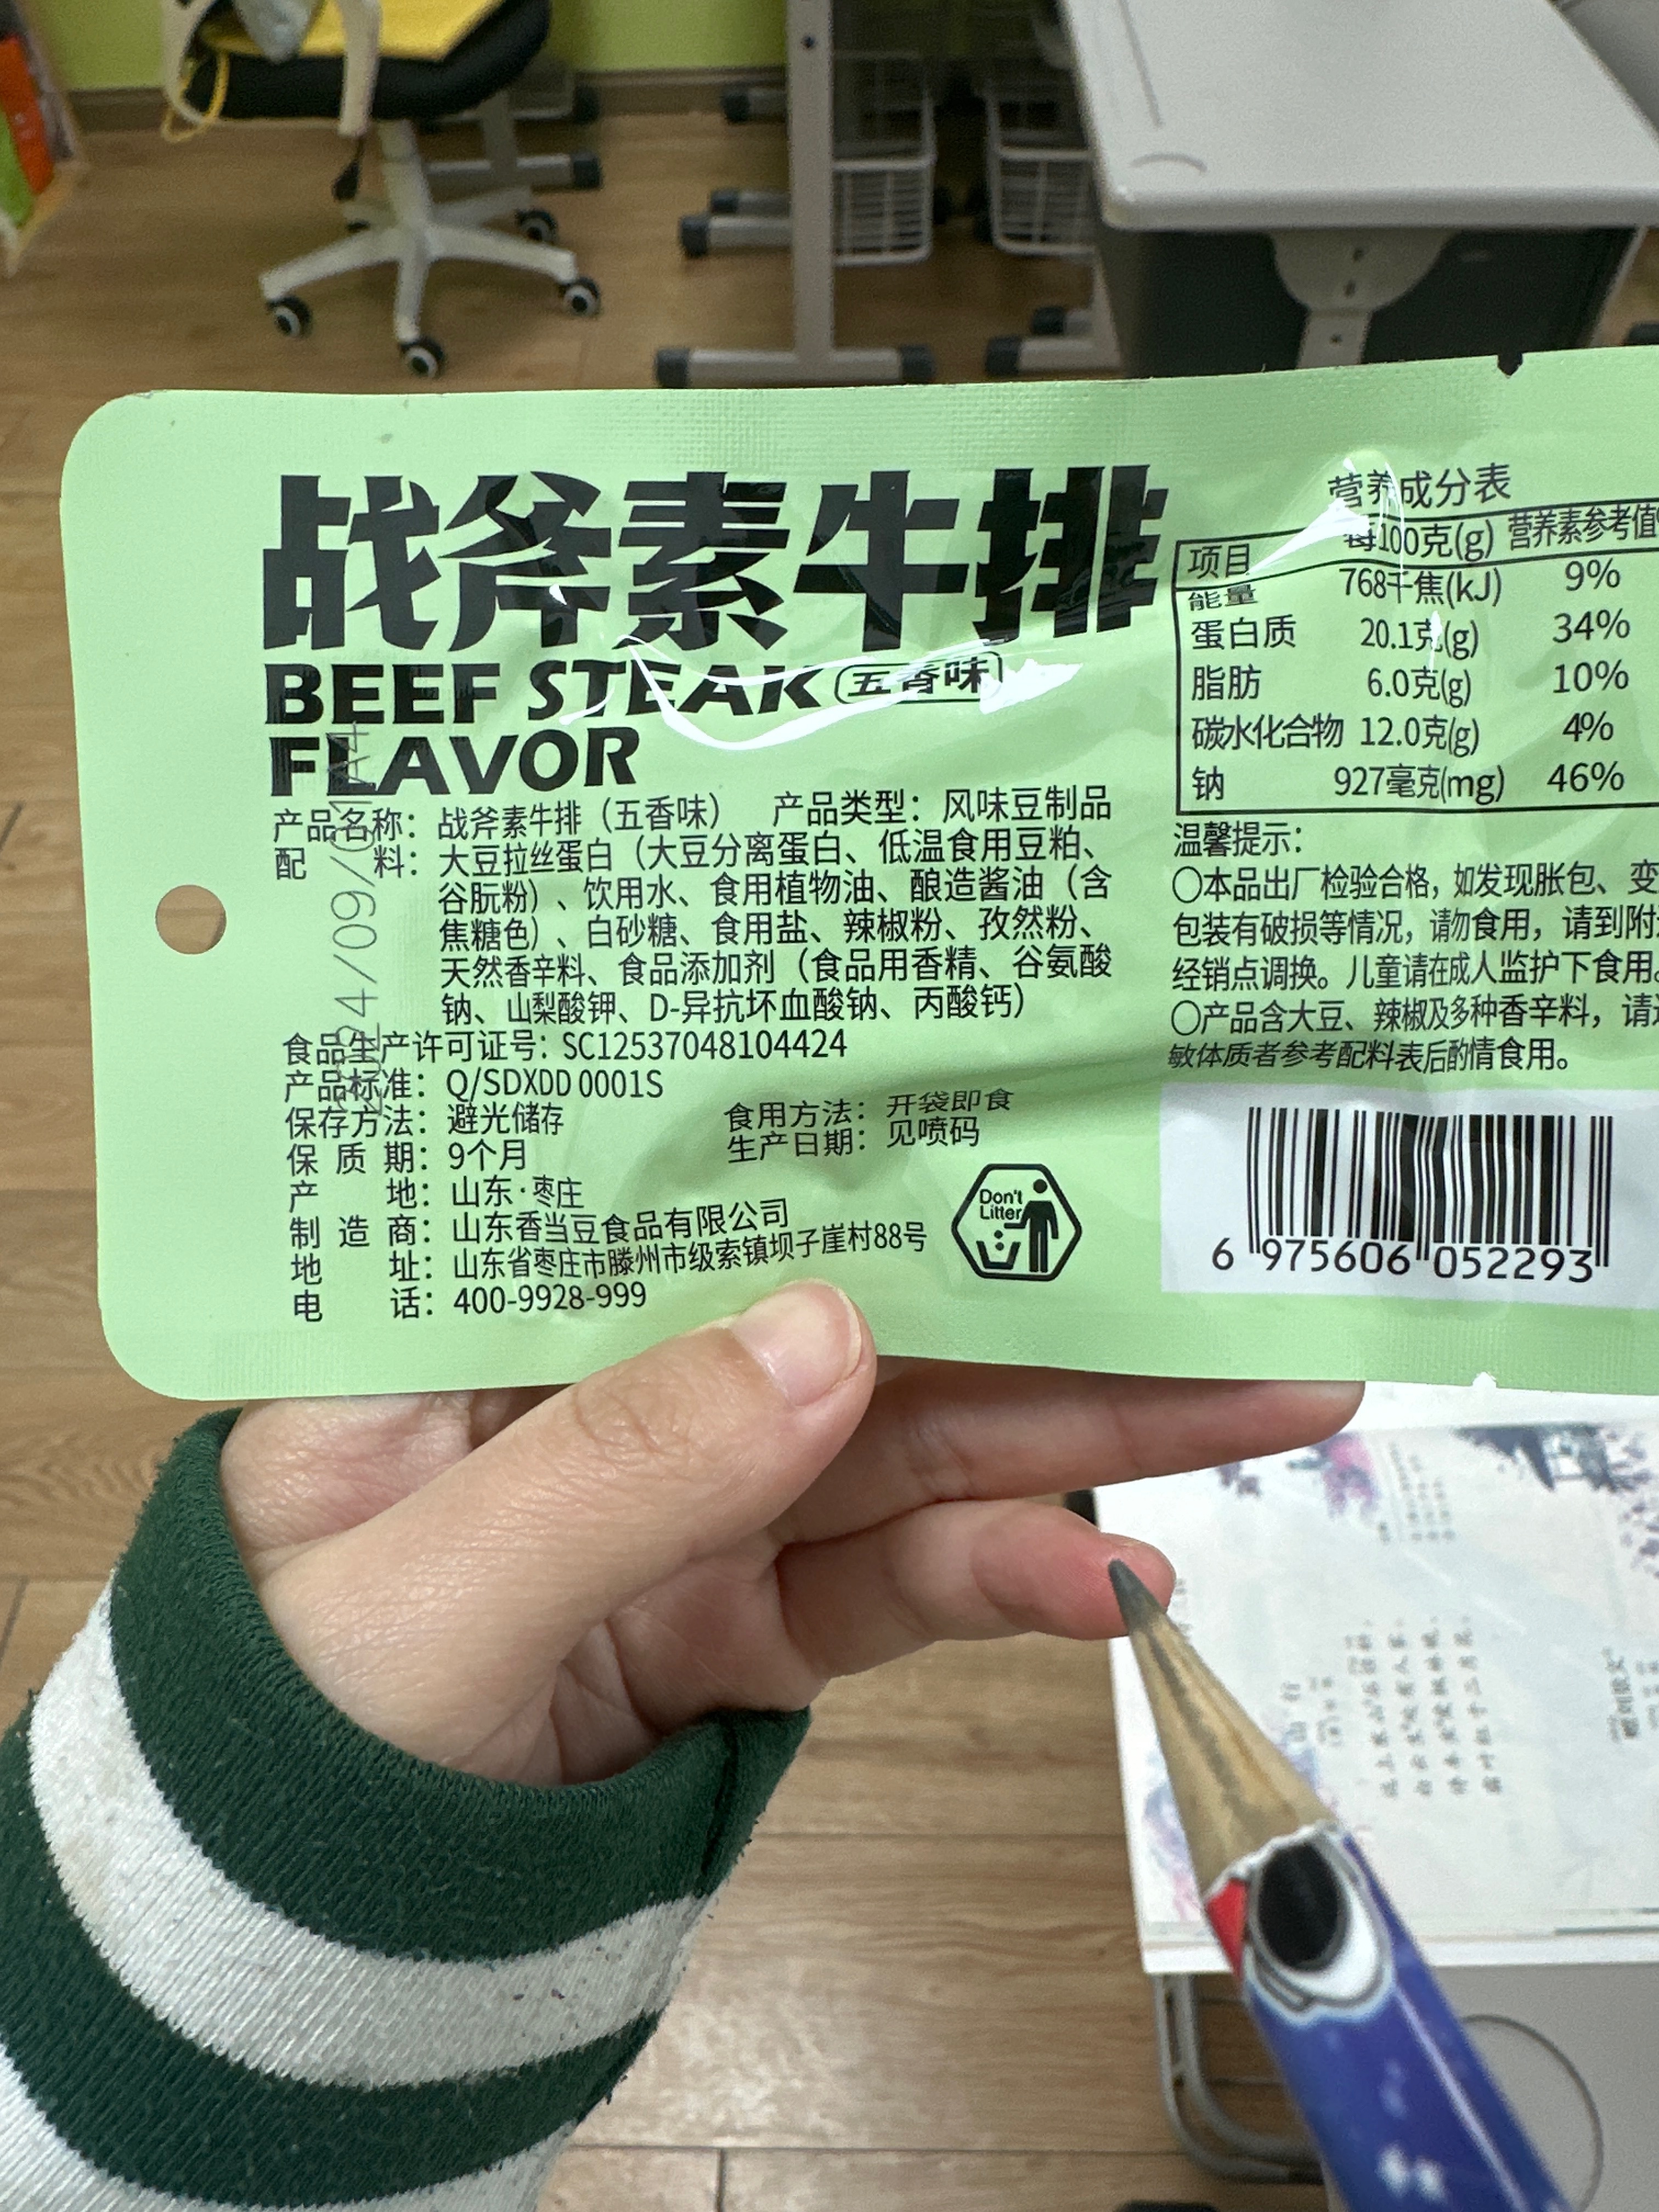 战斧素牛排
BEEF STEAK 五香味
FLAVOR
产品名称：战斧素牛排（五香味） 产品类型：风味豆制品
配 料：大豆拉丝蛋白（大豆分离蛋白、低温食用豆粕、
谷朊粉）、饮用水、食用植物油、酿造酱油（含
焦糖色）、白砂糖、食用盐、辣椒粉、孜然粉、
天然香辛料、食品添加剂（食品用香精、谷氨酸
钠、山梨酸钾、D-异抗坏血酸钠、丙酸钙）
食品生产许可证号：SC12537048104424
产品标准：Q/SDXDD 0001S
保存方法：避光储存 食用方法：开袋即食
保 质 期：9个月 生产日期：见喷码
产 地：山东·枣庄
制 造 商：山东香当豆食品有限公司
地 址：山东省枣庄市滕州市级索镇坝子崖村88号
电 话：400-9928-999
Don't
Litter
营养成分表
项目 每100克(g) 营养素参考值
能量 768千焦(kJ) 9%
蛋白质 20.1克(g) 34%
脂肪 6.0克(g) 10%
碳水化合物 12.0克(g) 4%
钠 927毫克(mg) 46%
温馨提示：
○本品出厂检验合格，如发现胀包、变
包装有破损等情况，请勿食用，请到附近
经销点调换。儿童请在成人监护下食用。
○产品含大豆、辣椒及多种香辛料，请过
敏体质者参考配料表后酌情食用。
6 975606 052293
山行